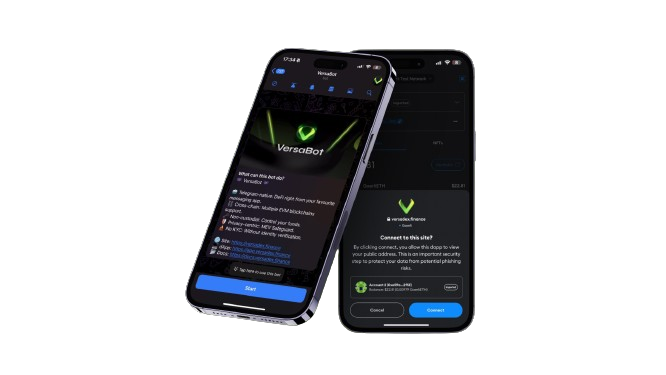 17:34
VersaBot
bot
VersaBot
What can this bot do?
VersaBot
Telegram-native. Defi right from your favourite
messaging app.
Cross-chain. Multiple EVM blockchains
support.
Non-custodial. Control your funds.
Privacy-centric. MEV Safeguard.
No KYC. Without identity verification.
Site:
dApp:
Docs:
Tap here to use this bot
Start
versadex.finance
Connect to this site?
By clicking connect, you allow this dapp to view
your public address. This is an important security
step to protect your data from potential phishing
risks.
Account 2
Balance:
Cancel
Connect